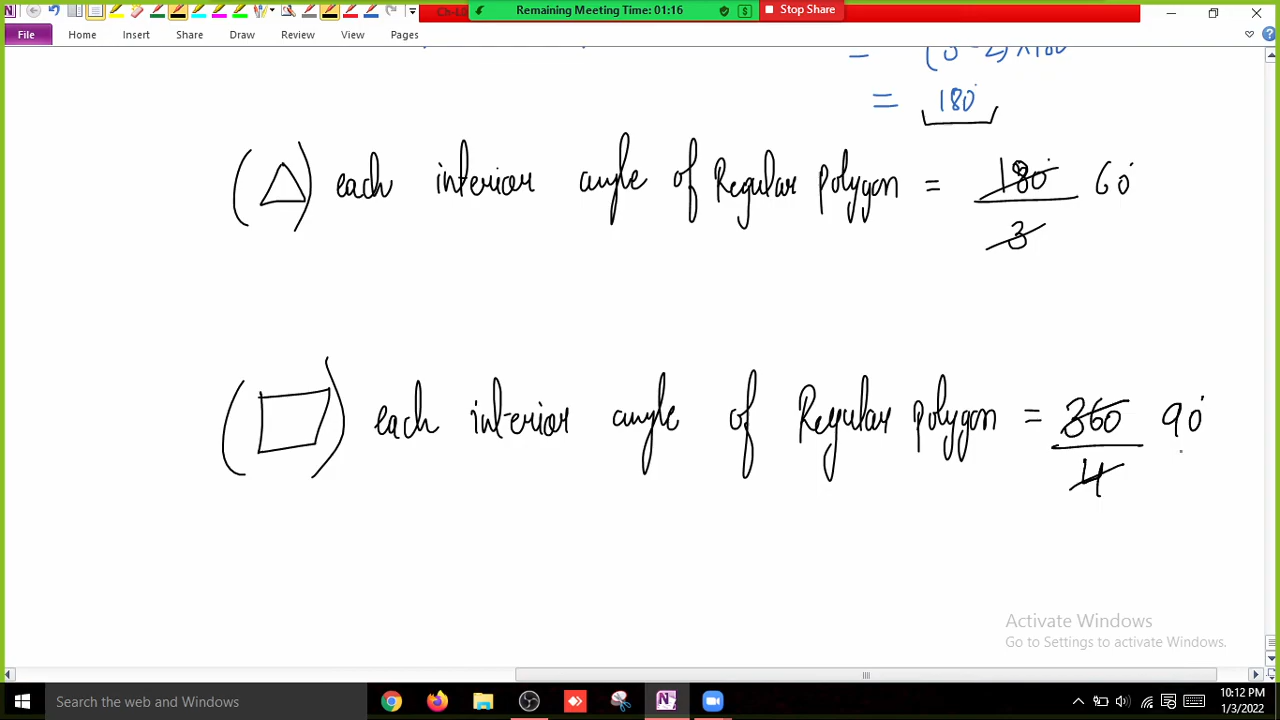 Remaining Meeting Time: 01:16
Stop Share
File Home Insert Share Draw Review View Pages
= 180°
(△) each interior angle of Regular polygon = 180°/3 60°
(□) each interior angle of Regular polygon = 360/4 90°
Activate Windows
Go to Settings to activate Windows.
Search the web and Windows
10:12 PM
1/3/2022